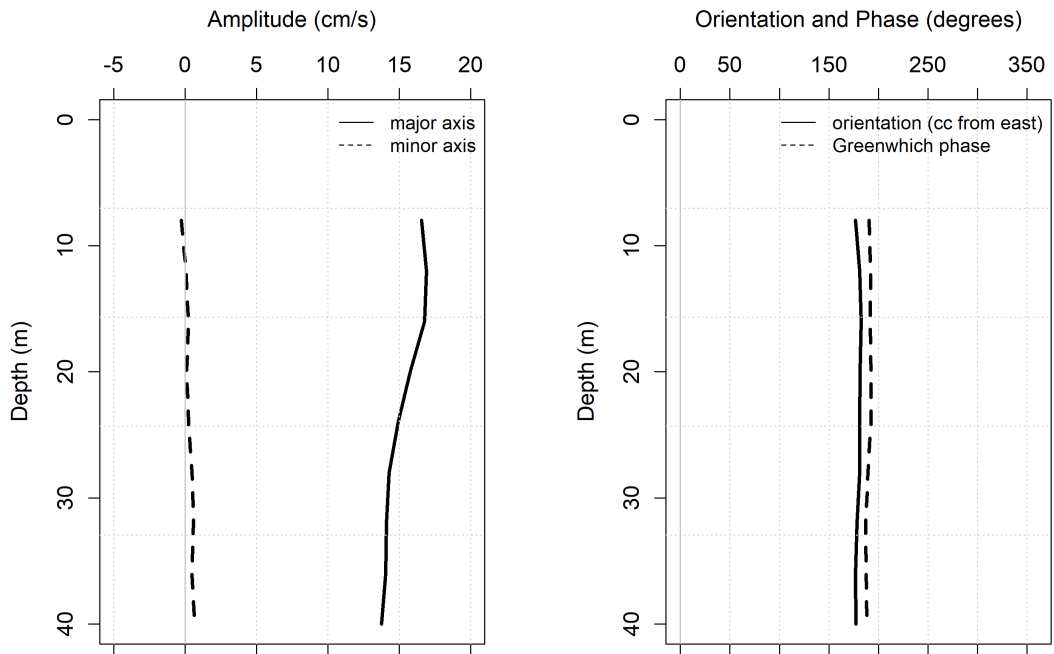 Amplitude (cm/s)
-5 0 5 10 15 20
major axis
minor axis
Depth (m)
0
10
20
30
40
Orientation and Phase (degrees)
0 50 150 250 350
orientation (cc from east)
Greenwhich phase
Depth (m)
0
10
20
30
40